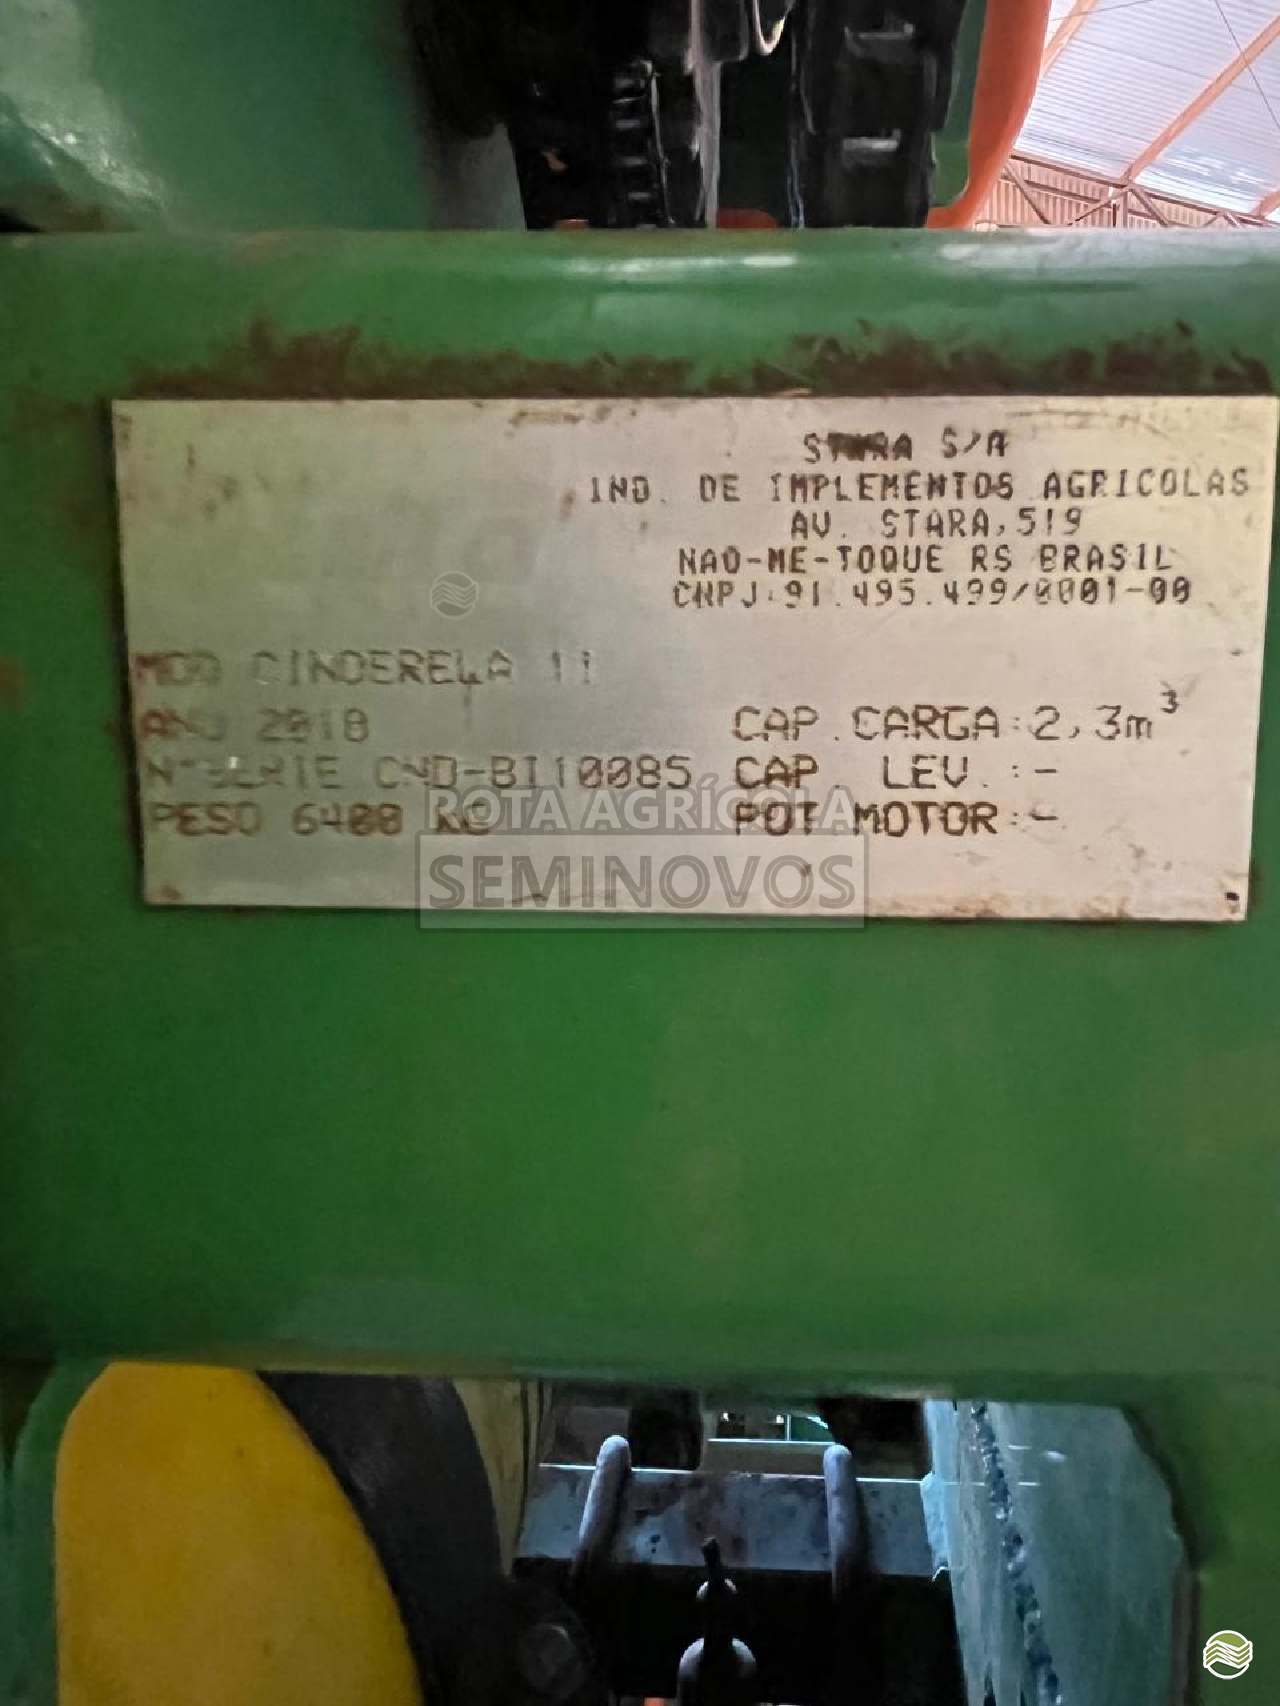 STARA S/A
IND. DE IMPLEMENTOS AGRICOLAS
AV. STARA,519
NAO-ME-TOQUE RS BRASIL
CNPJ:91.495.499/0001-00
MOD CINDERELA 11
ANO 2018
CAP.CARGA:2,3m³
N°SERIE CND-BI10085
CAP. LEV.:-
PESO 6400 KG
POT MOTOR:-
ROTA AGRÍCOLA
SEMINOVOS